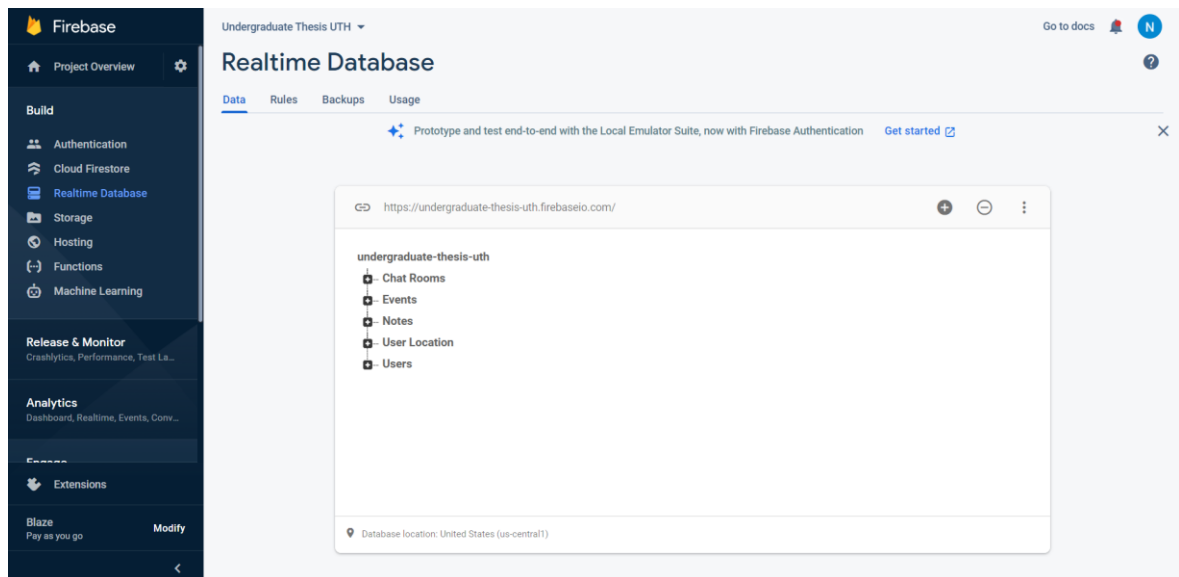 Firebase
Project Overview
Build
Authentication
Cloud Firestore
Realtime Database
Storage
Hosting
Functions
Machine Learning
Release & Monitor
Crashlytics, Performance, Test La...
Analytics
Dashboard, Realtime, Events, Conv...
Engage
Extensions
Blaze
Pay as you go
Modify
Undergraduate Thesis UTH
Go to docs
N
Realtime Database
Data Rules Backups Usage
Prototype and test end-to-end with the Local Emulator Suite, now with Firebase Authentication Get started
https://undergraduate-thesis-uth.firebaseio.com/
undergraduate-thesis-uth
Chat Rooms
Events
Notes
User Location
Users
Database location: United States (us-central1)